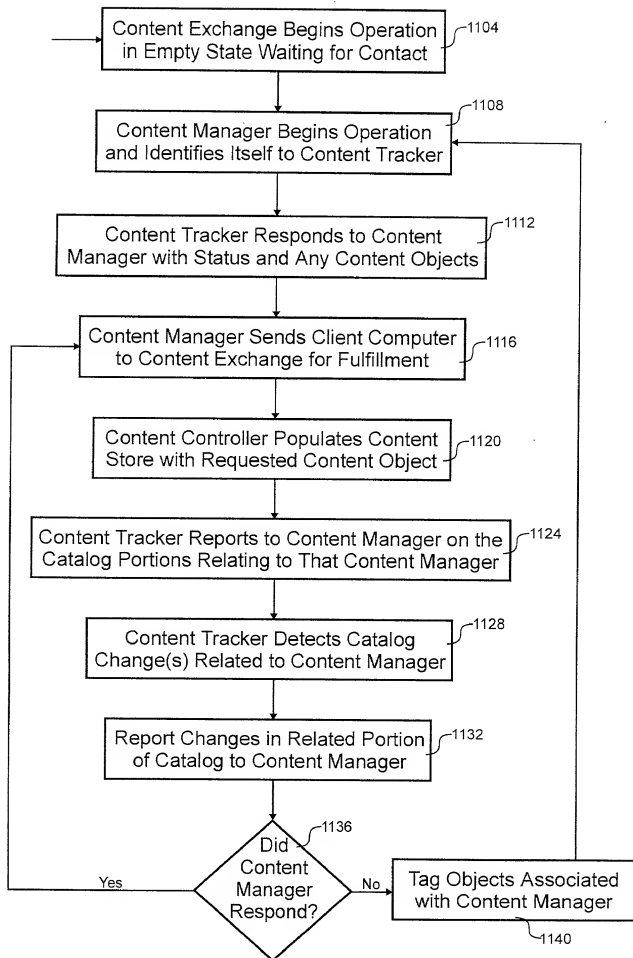 Content Exchange Begins Operation
in Empty State Waiting for Contact
1104
1108
Content Manager Begins Operation
and Identifies Itself to Content Tracker
Content Tracker Responds to Content
Manager with Status and Any Content Objects
1112
Content Manager Sends Client Computer
to Content Exchange for Fulfillment
1116
Content Controller Populates Content
Store with Requested Content Object
1120
Content Tracker Reports to Content Manager on the
Catalog Portions Relating to That Content Manager
1124
Content Tracker Detects Catalog
Change(s) Related to Content Manager
1128
Report Changes in Related Portion
of Catalog to Content Manager
1132
1136
Did
Content
Manager
Respond?
Yes
No
Tag Objects Associated
with Content Manager
1140